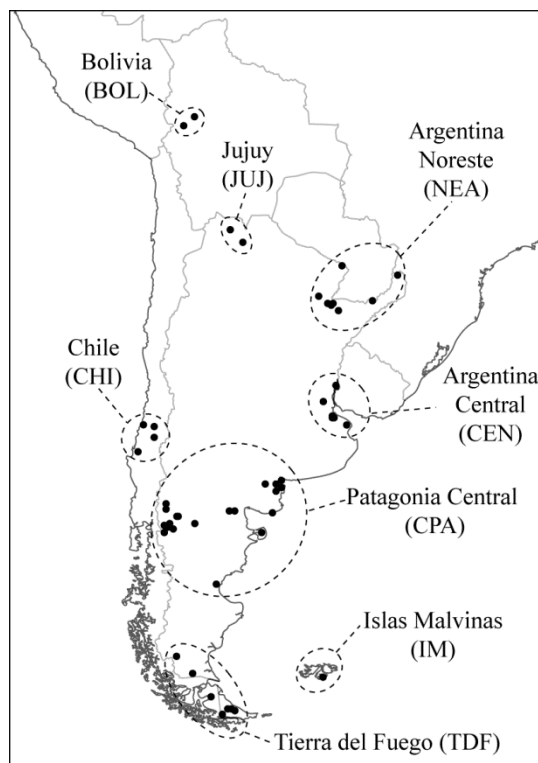 Bolivia
(BOL)
Argentina
Noreste
(NEA)
Jujuy
(JUJ)
Chile
(CHI)
Argentina
Central
(CEN)
Patagonia Central
(CPA)
Islas Malvinas
(IM)
Tierra del Fuego (TDF)